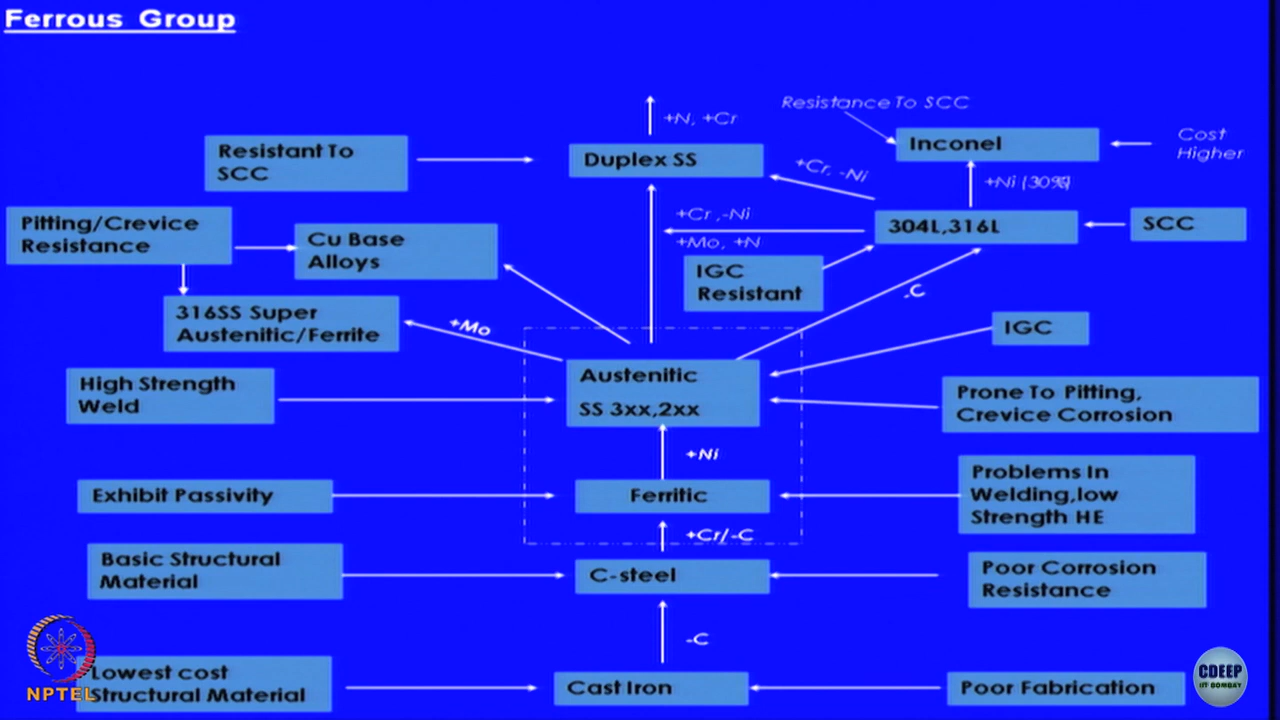 Ferrous Group
+N, +Cr
Resistance To SCC
Resistant To
SCC
Duplex SS
Inconel
Cost
Higher
+Cr, -Ni
+Ni (30%)
Pitting/Crevice
Resistance
Cu Base
Alloys
+Cr ,-Ni
+Mo, +N
304L,316L
SCC
IGC
Resistant
-C
316SS Super
Austenitic/Ferrite
+Mo
IGC
High Strength
Weld
Austenitic
SS 3xx,2xx
Prone To Pitting,
Crevice Corrosion
+Ni
Exhibit Passivity
Ferritic
Problems In
Welding,low
Strength HE
+Cr/-C
Basic Structural
Material
C-steel
Poor Corrosion
Resistance
-C
Lowest cost
Structural Material
Cast Iron
Poor Fabrication
NPTEL
CDEEP
IIT BOMBAY